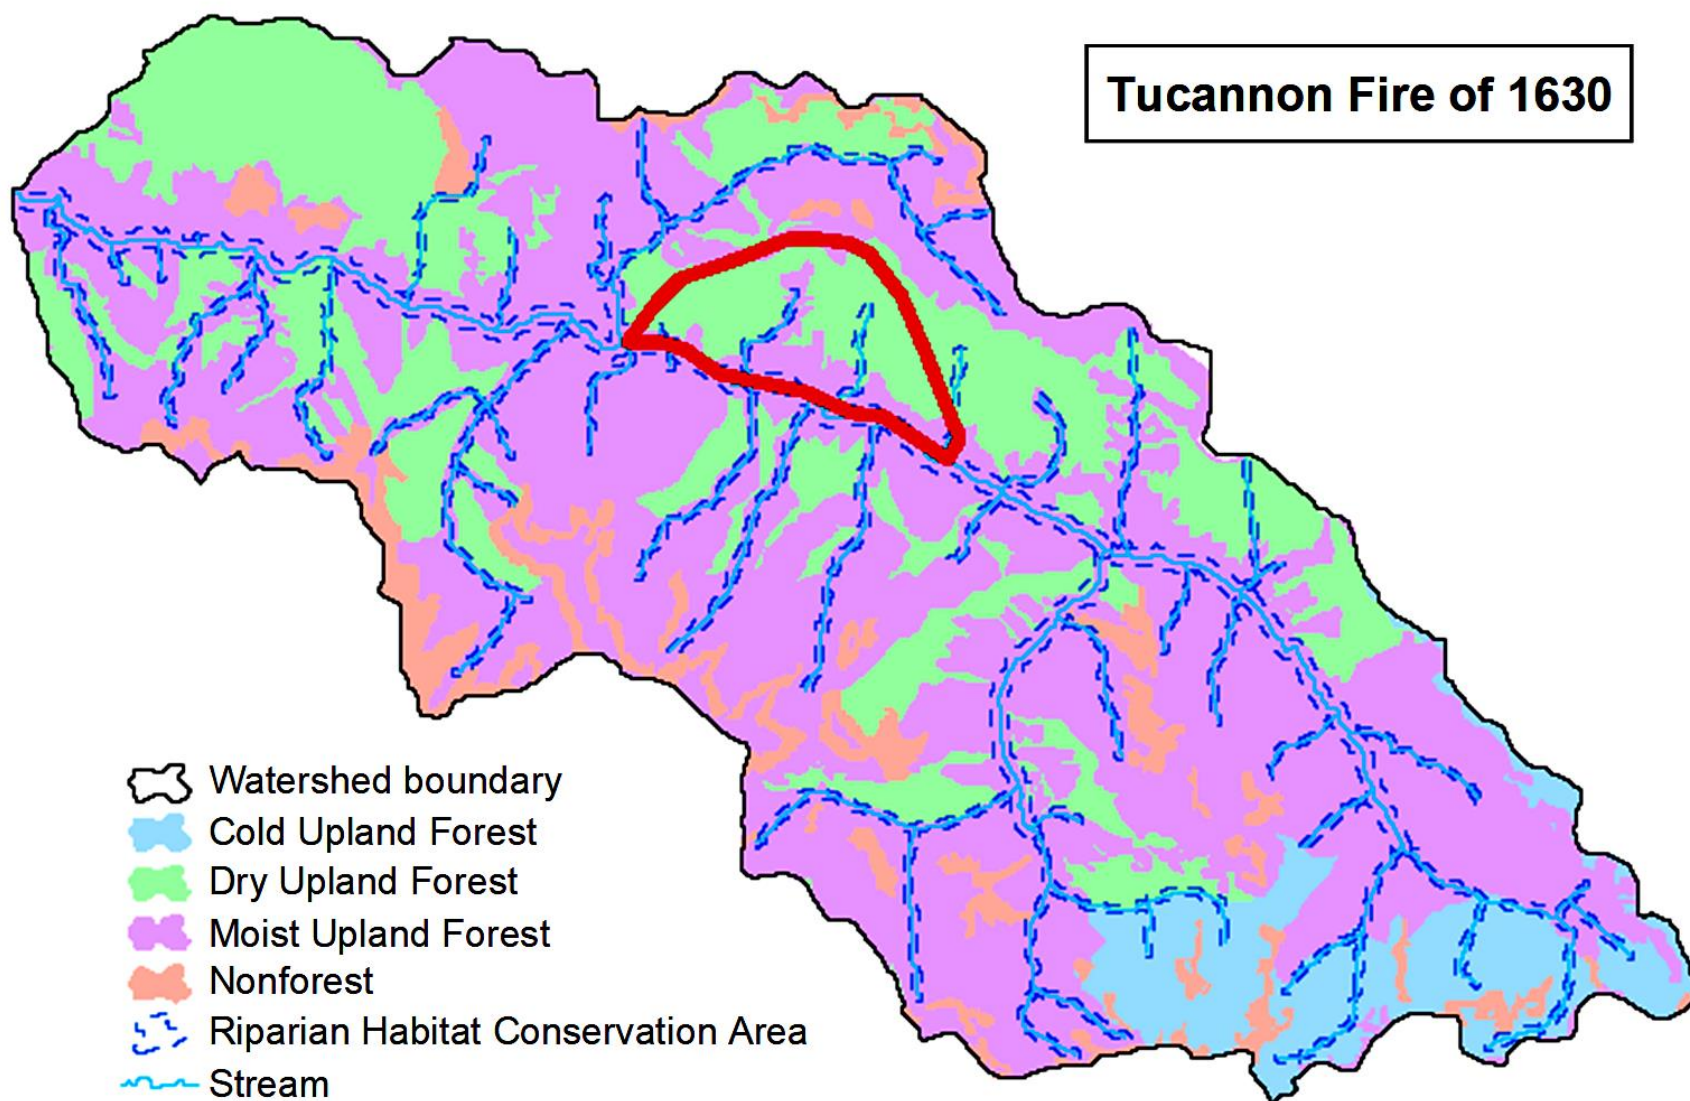 Tucannon Fire of 1630
Watershed boundary
Cold Upland Forest
Dry Upland Forest
Moist Upland Forest
Nonforest
Riparian Habitat Conservation Area
Stream